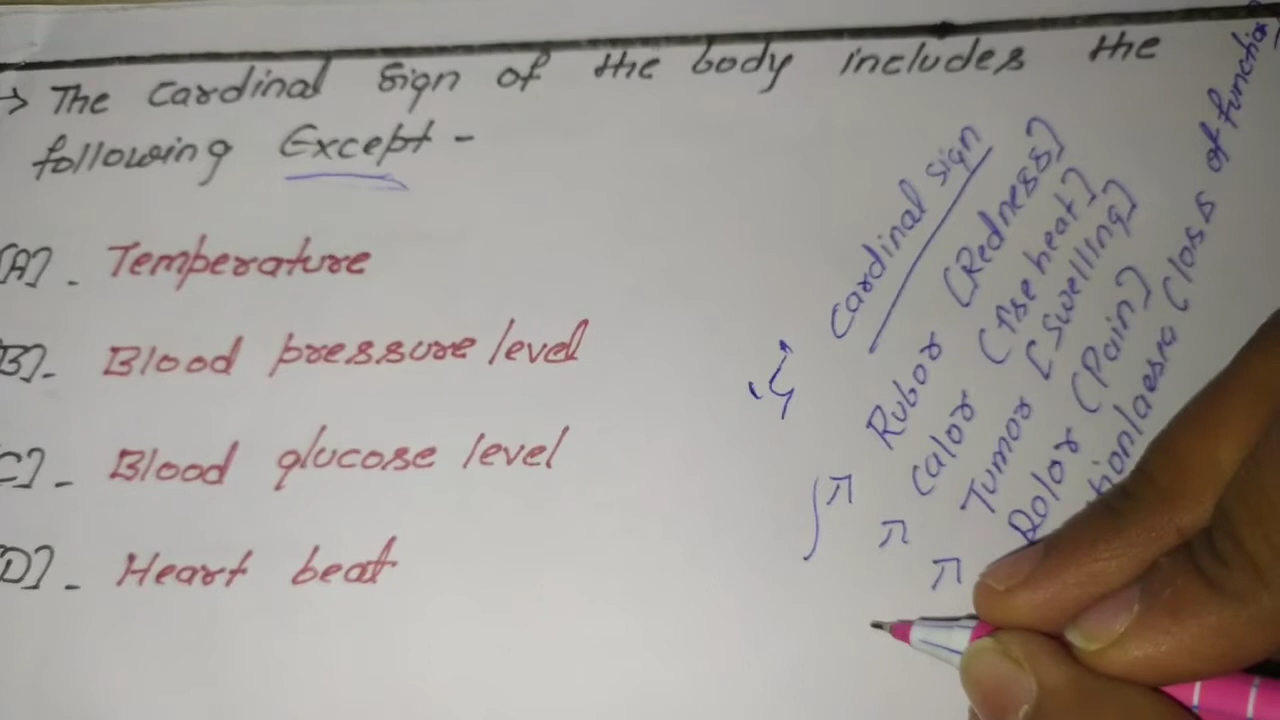 → The cardinal sign of the body includes the
following Except -
[A]. Temperature
B]. Blood pressure level
C]. Blood glucose level
D]. Heart beat
Cardinal sign
Rubor [Redness]
Calor (↑se heat]
Tumor [Swelling]
Dolor (Pain]
(loss of function